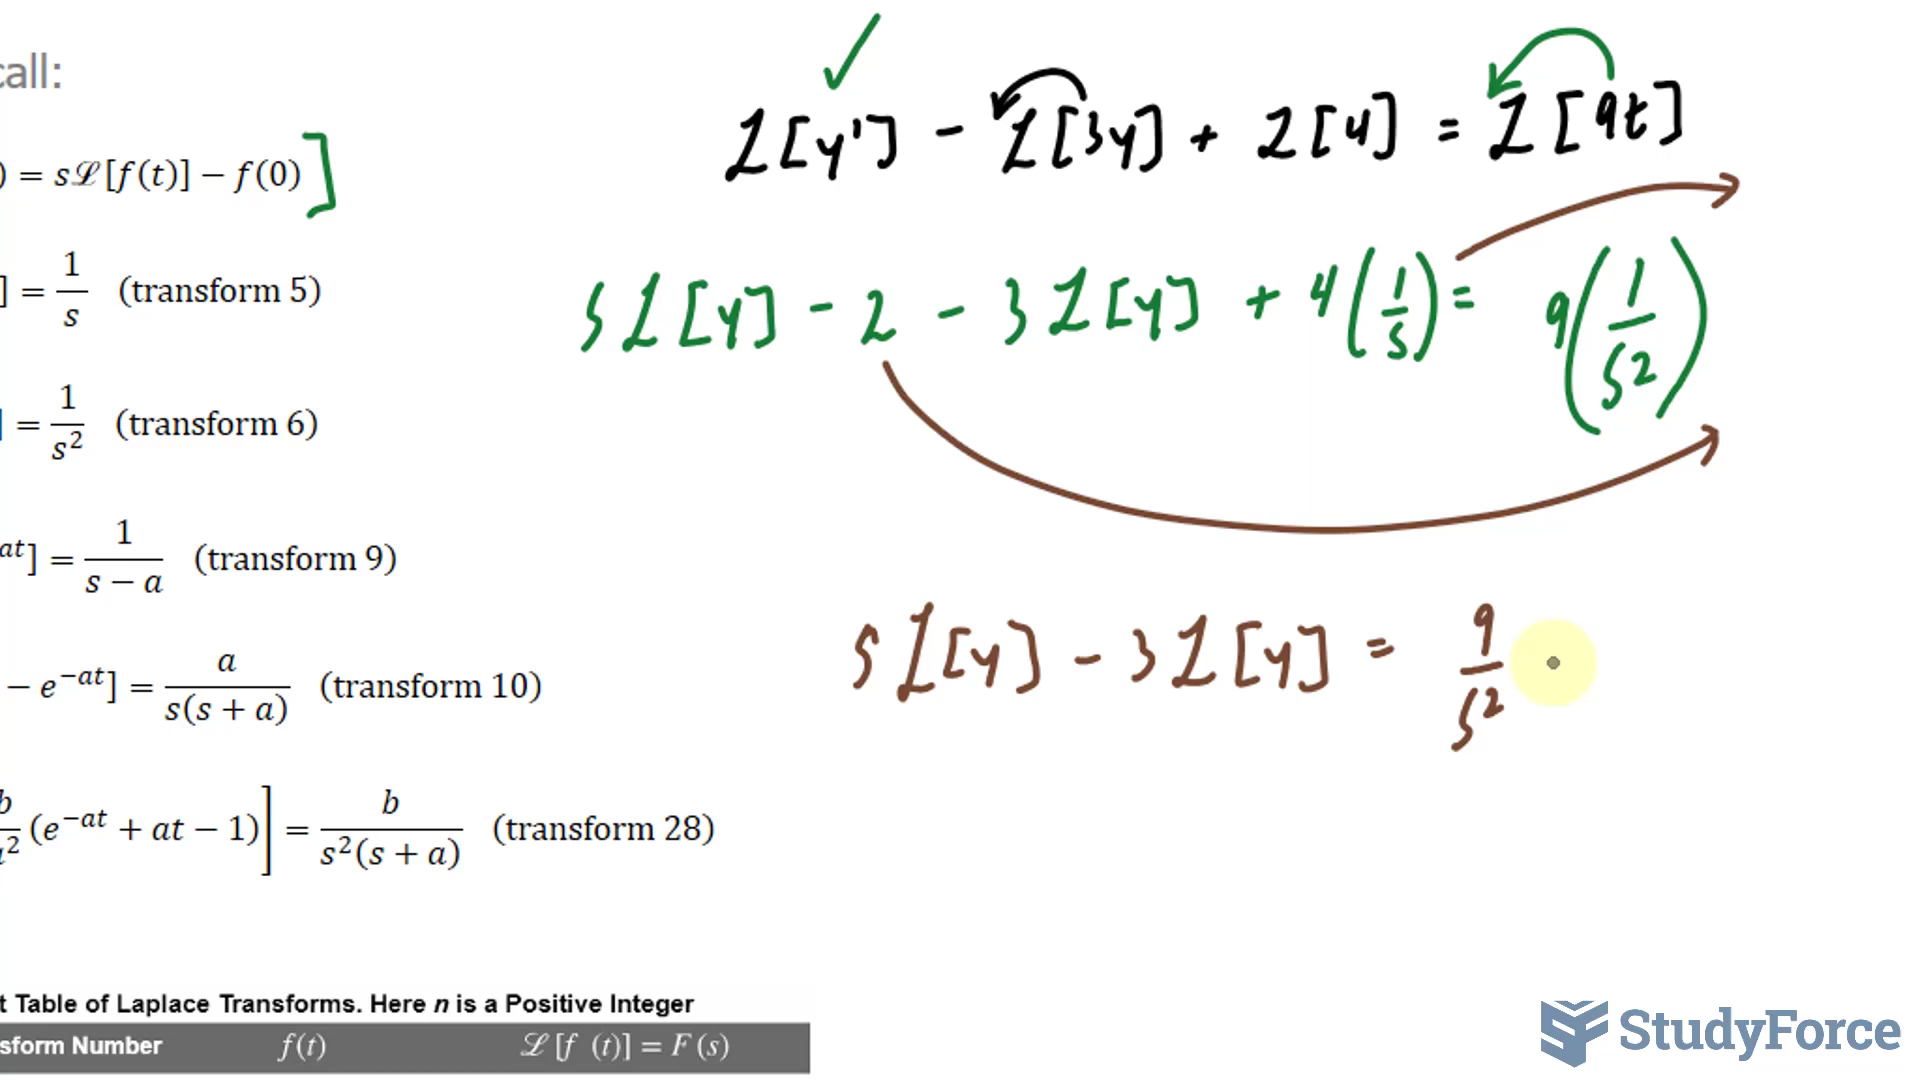 call:
) = sℒ[f(t)] − f(0)]
] = 1/s (transform 5)
] = 1/s² (transform 6)
at] = 1/(s − a) (transform 9)
− e^(−at)] = a/(s(s + a)) (transform 10)
b/a² (e^(−at) + at − 1)] = b/(s²(s + a)) (transform 28)
✓
ℒ[y'] − ℒ[3y] + ℒ[4] = ℒ[9t]
sℒ[y] − 2 − 3ℒ[y] + 4(1/s) = 9(1/s²)
sℒ[y] − 3ℒ[y] = 9/s²
t Table of Laplace Transforms. Here n is a Positive Integer
sform Number f(t) ℒ[f (t)] = F(s)
StudyForce